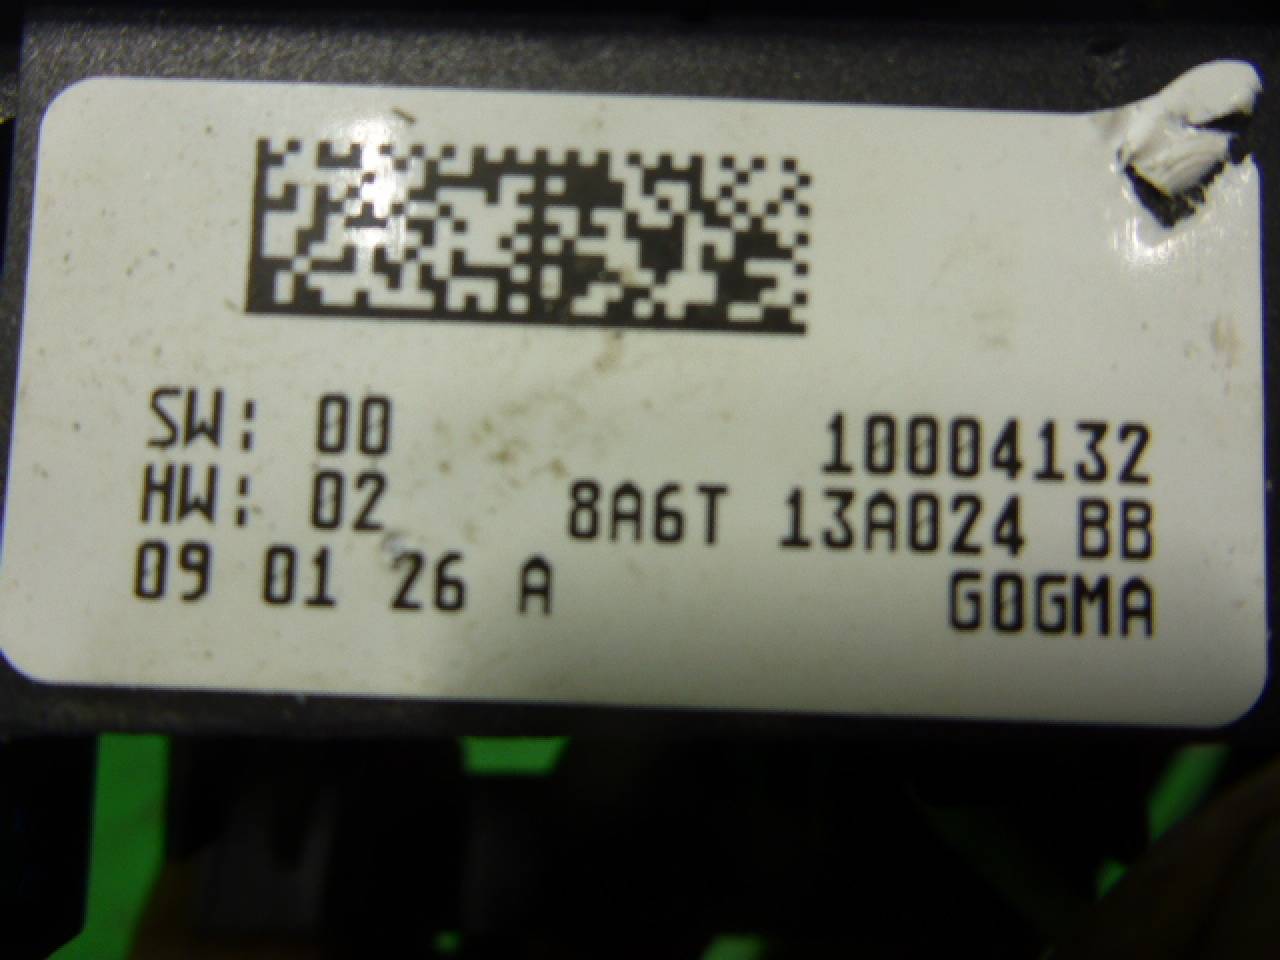 SW: 00 10004132
HW: 02 8A6T 13A024 BB
09 01 26 A G0GMA